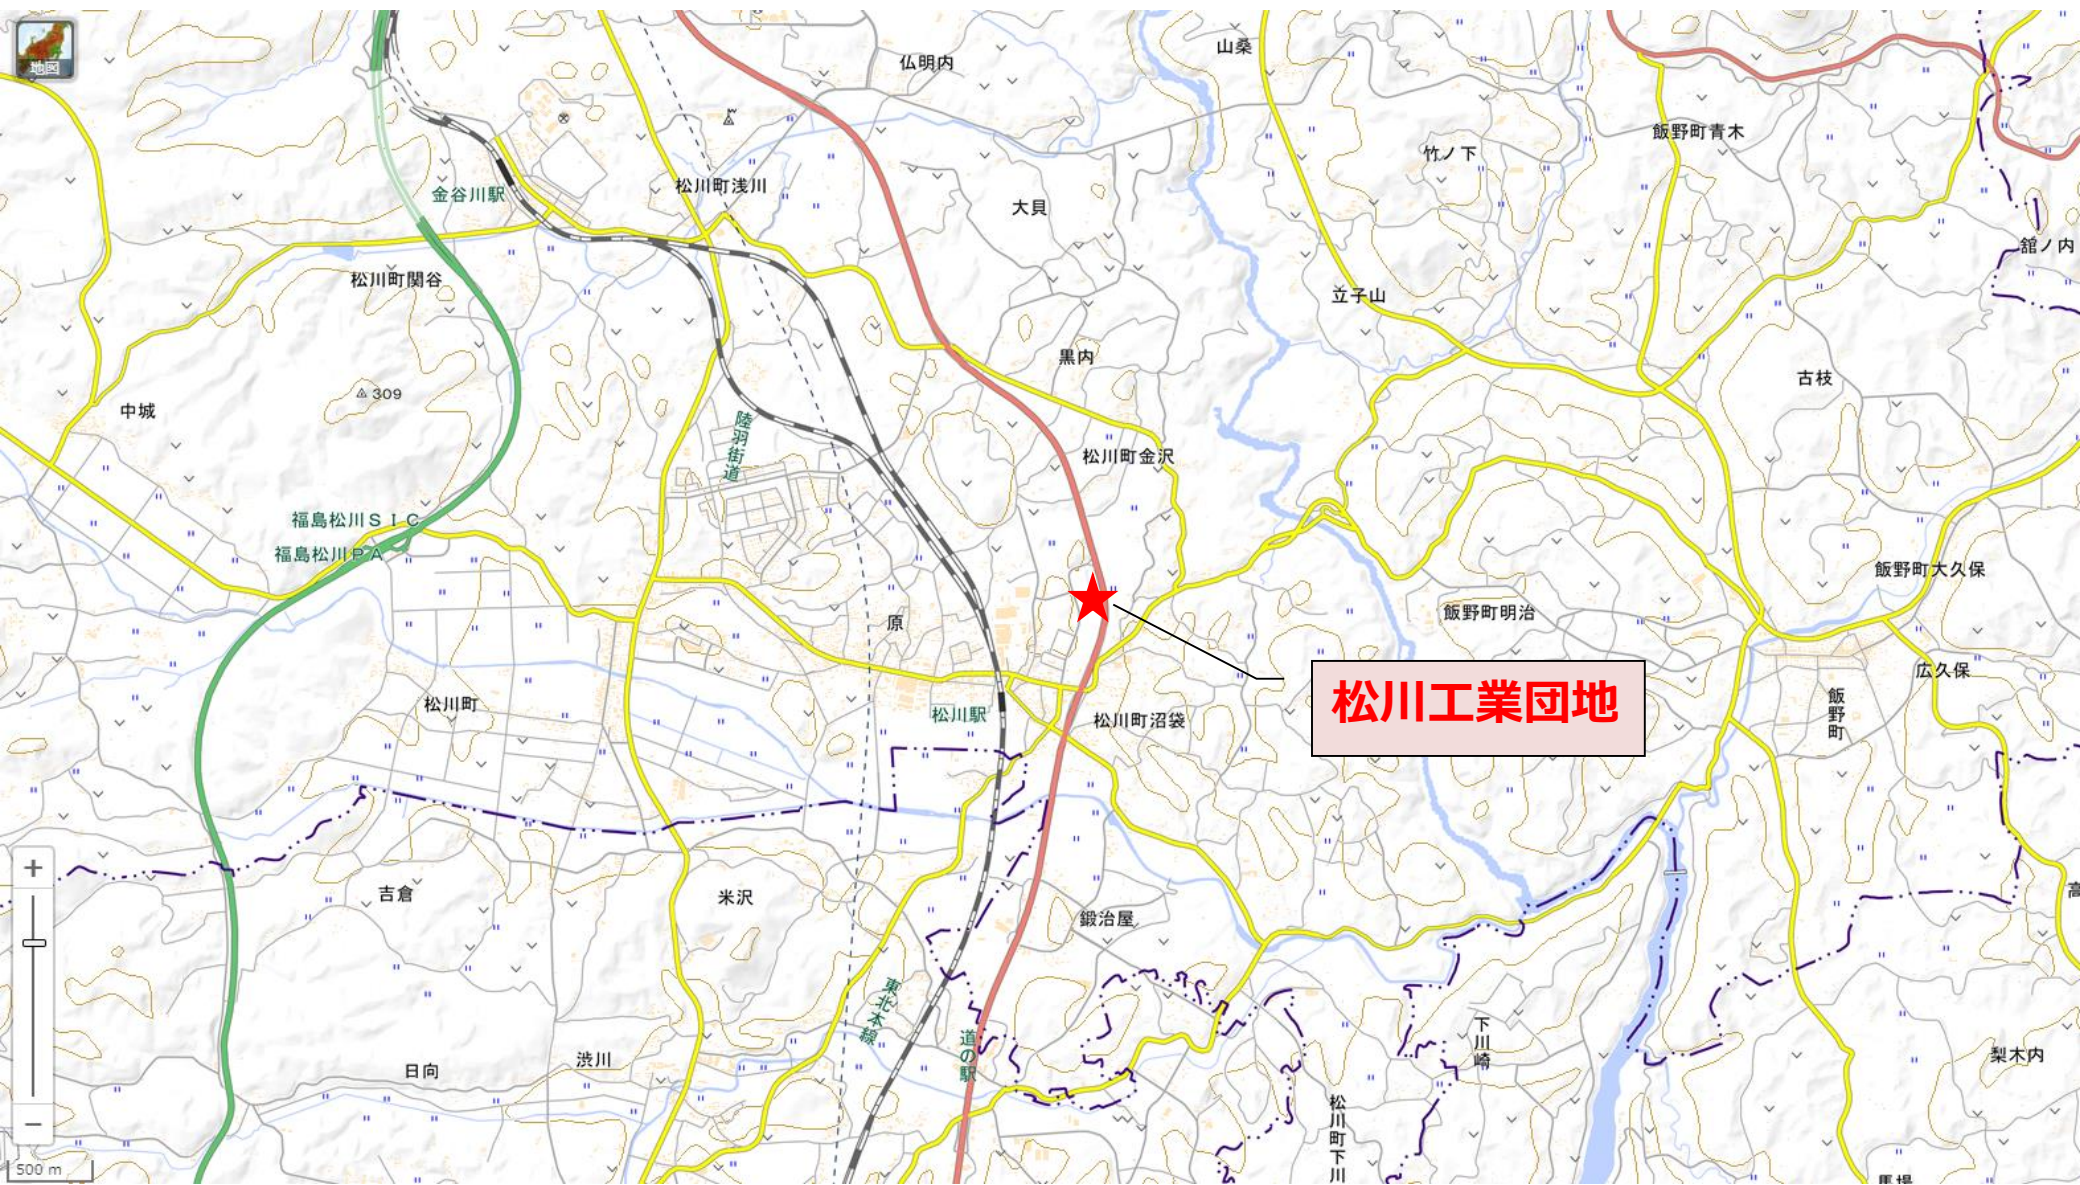 地図
仏明内
山桑
飯野町青木
竹ノ下
金谷川駅
松川町浅川
大貝
舘ノ内
松川町関谷
立子山
黒内
古枝
309
中城
陸羽街道
松川町金沢
福島松川ＳＩＣ
福島松川ＰＡ
飯野町大久保
飯野町明治
原
広久保
松川町
松川駅
松川町沼袋
松川工業団地
飯野町
吉倉
米沢
鍛治屋
高
東北本線
道の駅
下川崎
日向
渋川
梨木内
松川町下川
馬場
500 m